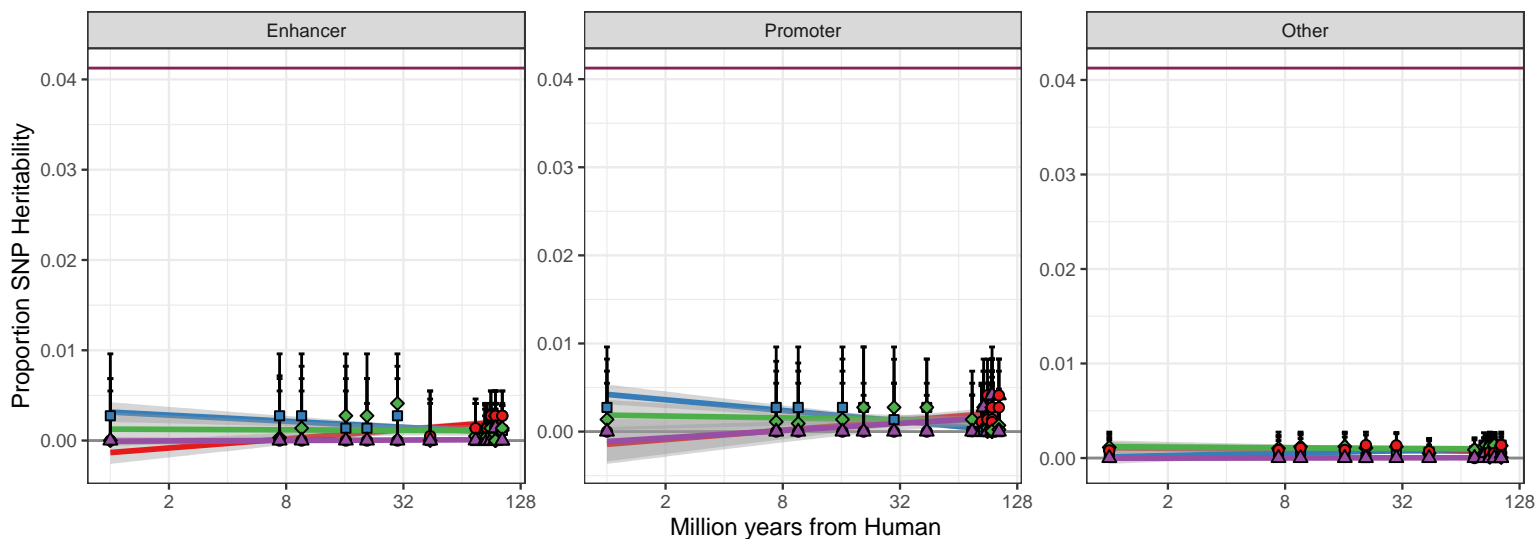 Enhancer
Promoter
Other
Proportion SNP Heritability
0.04
0.03
0.02
0.01
0.00
0.04
0.03
0.02
0.01
0.00
0.04
0.03
0.02
0.01
0.00
2 8 32 128
2 8 32 128
2 8 32 128
Million years from Human